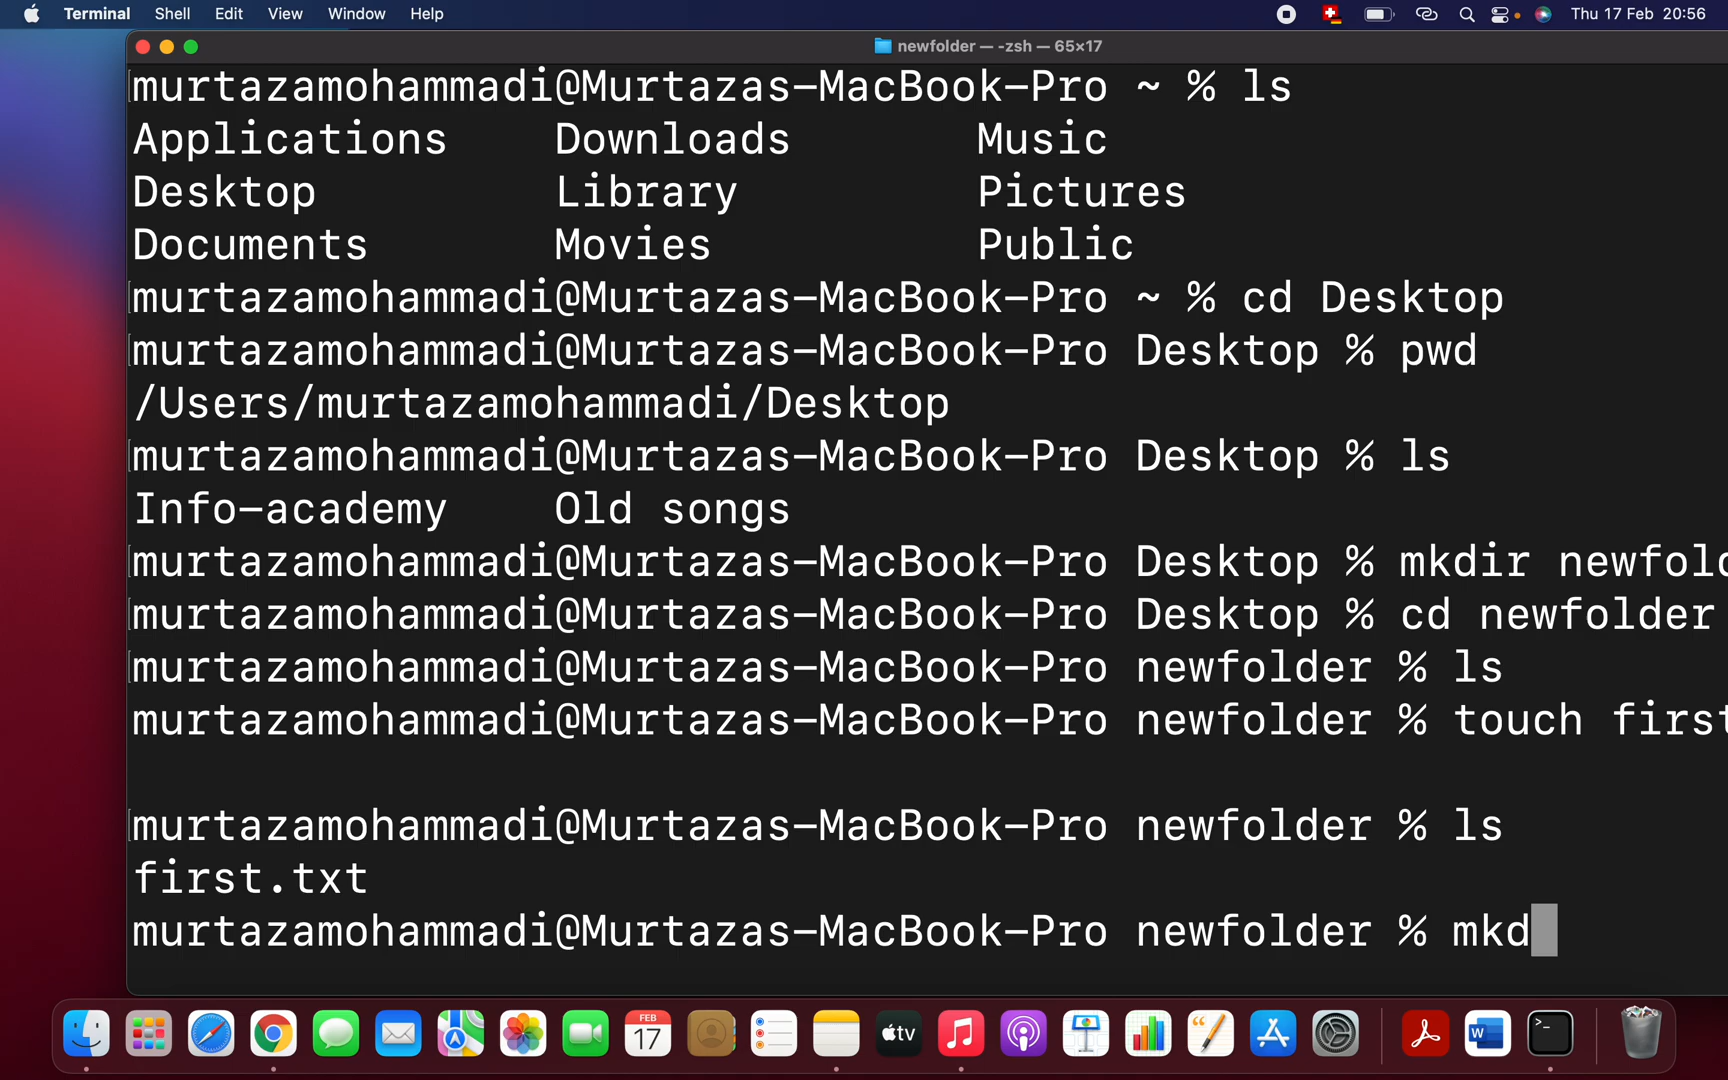 Terminal Shell Edit View Window Help Thu 17 Feb 20:56
newfolder — -zsh — 65×17
murtazamohammadi@Murtazas-MacBook-Pro ~ % ls
Applications Downloads Music
Desktop Library Pictures
Documents Movies Public
murtazamohammadi@Murtazas-MacBook-Pro ~ % cd Desktop
murtazamohammadi@Murtazas-MacBook-Pro Desktop % pwd
/Users/murtazamohammadi/Desktop
murtazamohammadi@Murtazas-MacBook-Pro Desktop % ls
Info-academy Old songs
murtazamohammadi@Murtazas-MacBook-Pro Desktop % mkdir newfol
murtazamohammadi@Murtazas-MacBook-Pro Desktop % cd newfolder
murtazamohammadi@Murtazas-MacBook-Pro newfolder % ls
murtazamohammadi@Murtazas-MacBook-Pro newfolder % touch first
murtazamohammadi@Murtazas-MacBook-Pro newfolder % ls
first.txt
murtazamohammadi@Murtazas-MacBook-Pro newfolder % mkd
FEB
17
tv
W
>_